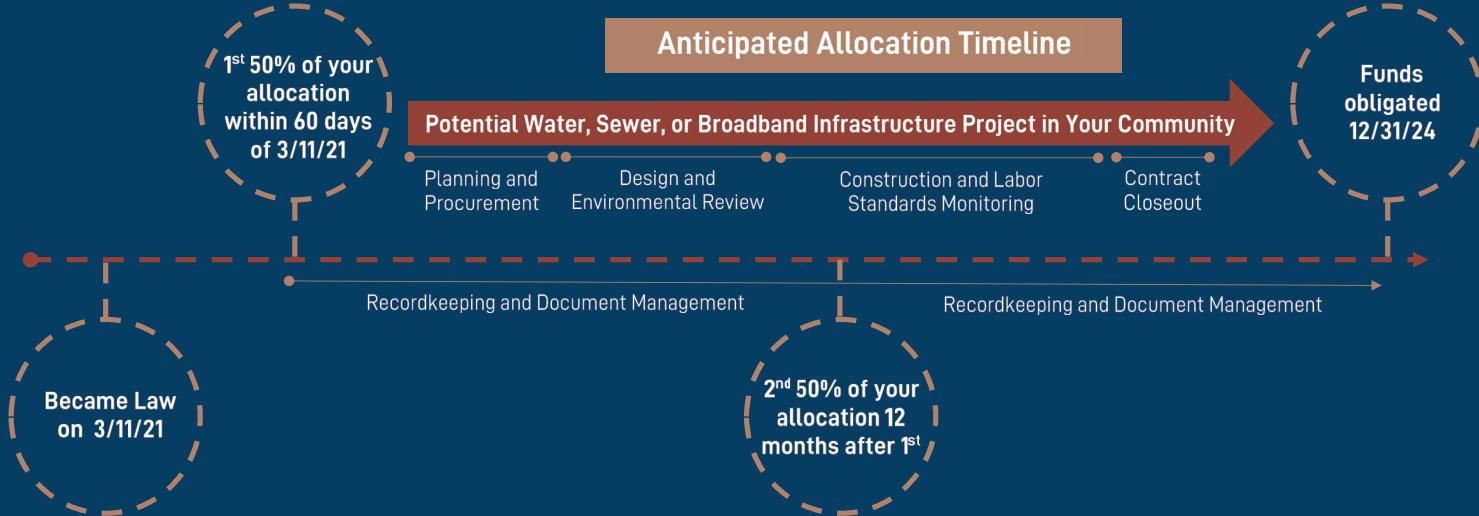 Anticipated Allocation Timeline
1st 50% of your
allocation
within 60 days
of 3/11/21
Potential Water, Sewer, or Broadband Infrastructure Project in Your Community
Funds
obligated
12/31/24
Planning and
Procurement
Design and
Environmental Review
Construction and Labor
Standards Monitoring
Contract
Closeout
Recordkeeping and Document Management
Recordkeeping and Document Management
Became Law
on 3/11/21
2nd 50% of your
allocation 12
months after 1st